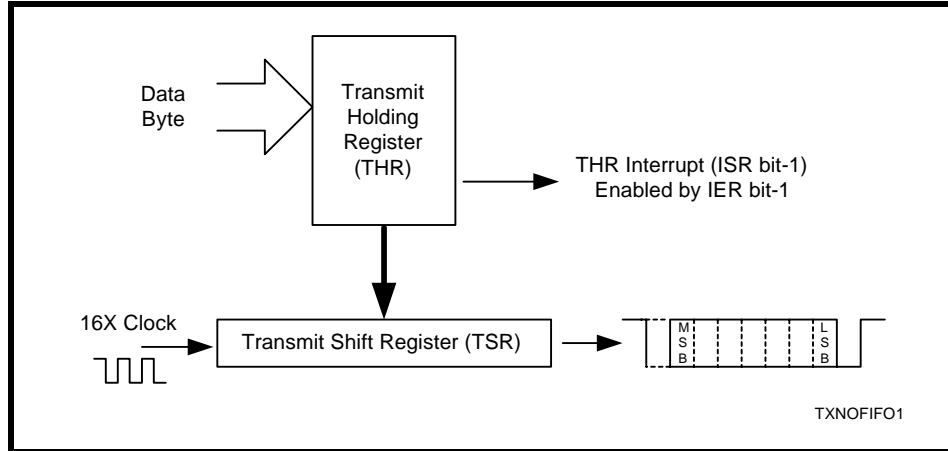 Data
Byte
Transmit
Holding
Register
(THR)
THR Interrupt (ISR bit-1)
Enabled by IER bit-1
16X Clock
Transmit Shift Register (TSR)
M
S
B
L
S
B
TXNOFIFO1